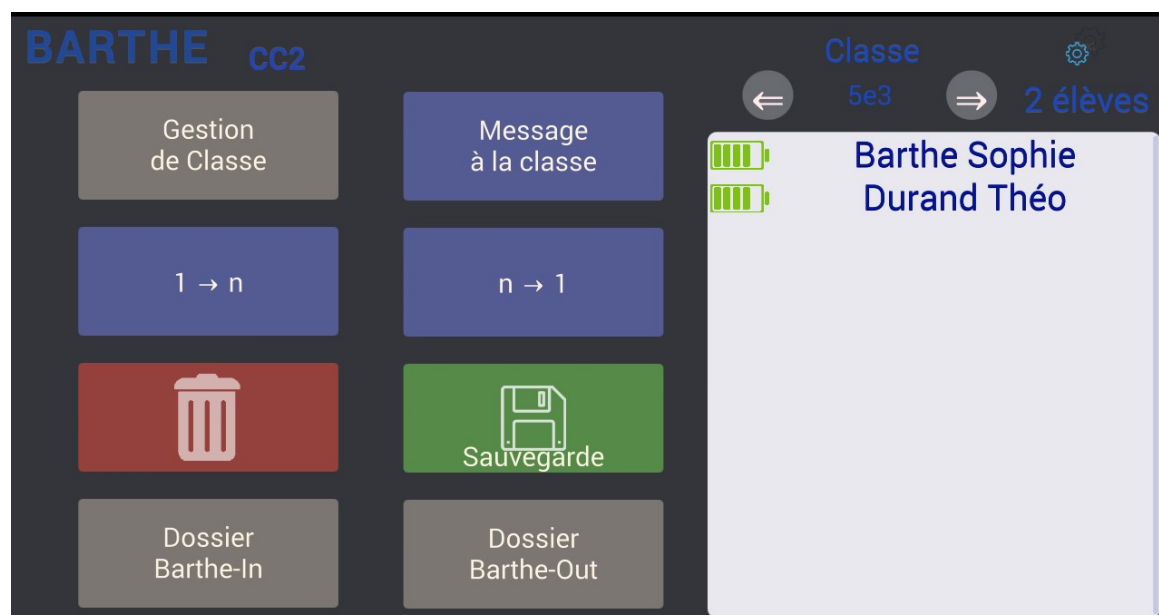 BARTHE CC2
Gestion
de Classe
Message
à la classe
1 → n
n → 1
Sauvegarde
Dossier
Barthe-In
Dossier
Barthe-Out
Classe
⇐ 5e3 ⇒ 2 élèves
Barthe Sophie
Durand Théo